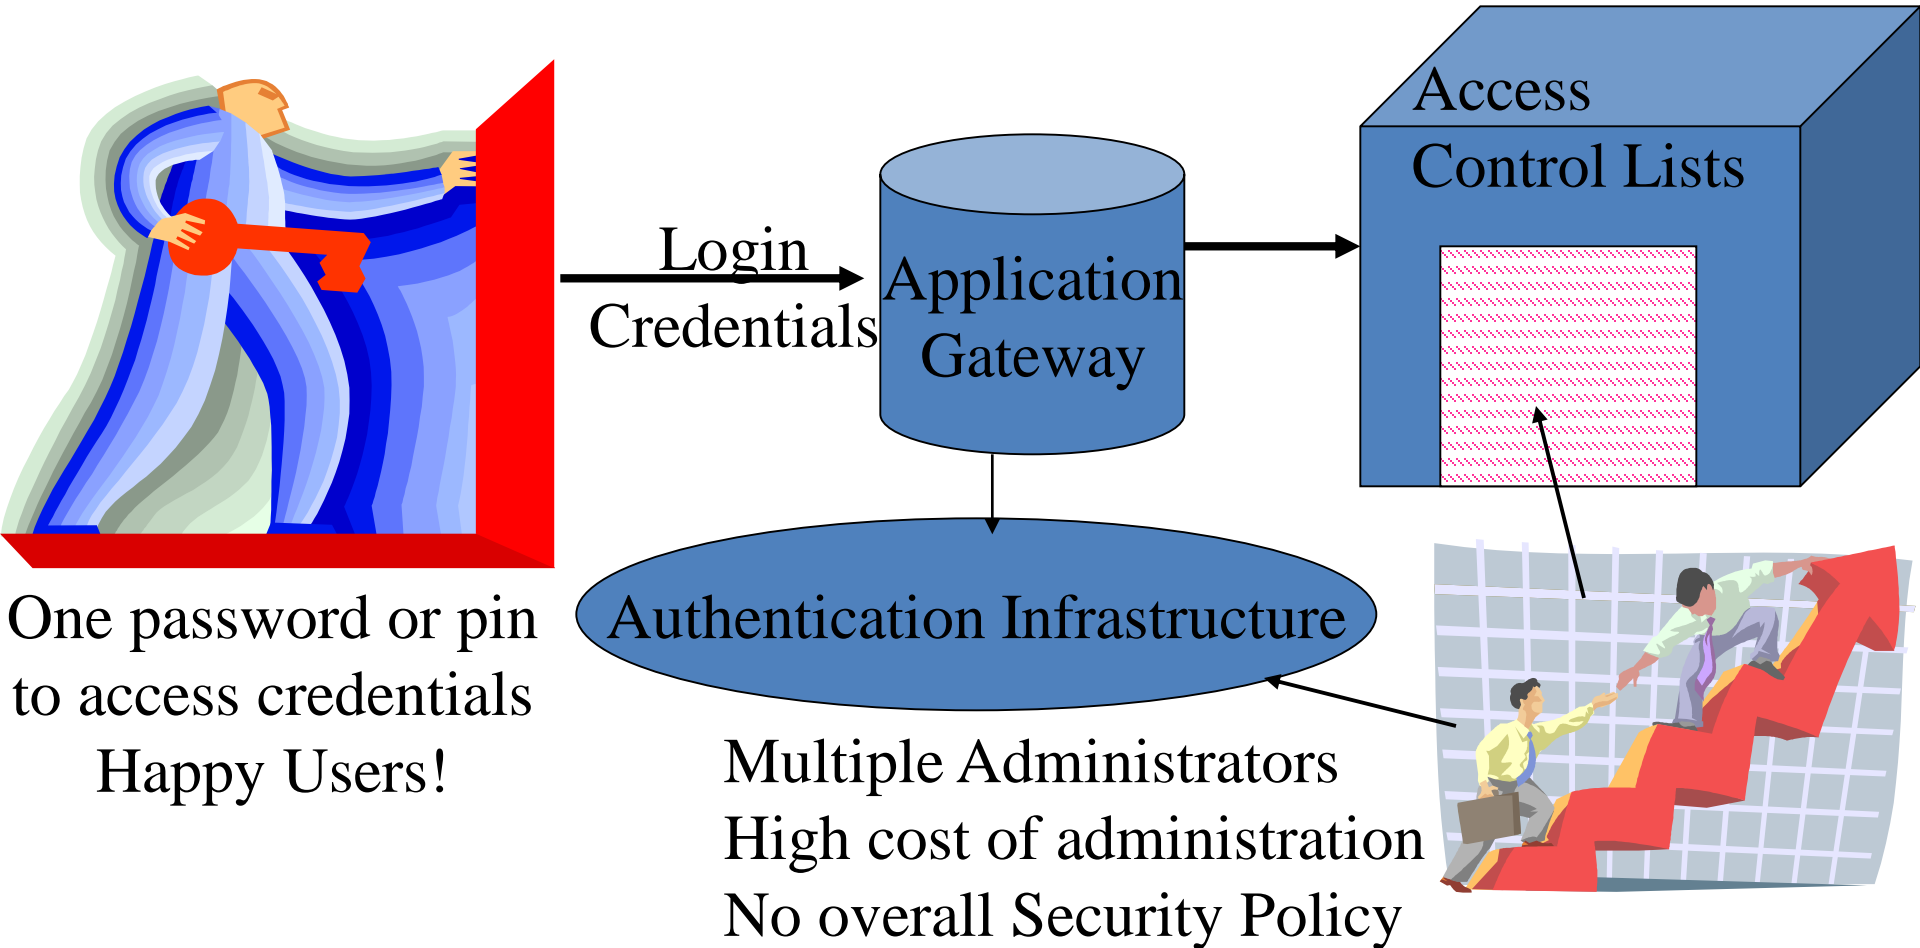 One password or pin
to access credentials
Happy Users!
Login
Credentials
Application
Gateway
Access
Control Lists
Authentication Infrastructure
Multiple Administrators
High cost of administration
No overall Security Policy